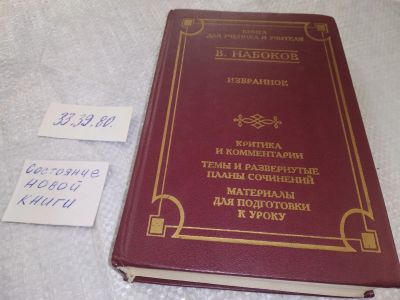 КНИГА
ДЛЯ УЧЕНИКА И УЧИТЕЛЯ
В. НАБОКОВ
ИЗБРАННОЕ
КРИТИКА
И КОММЕНТАРИИ
ТЕМЫ И РАЗВЕРНУТЫЕ
ПЛАНЫ СОЧИНЕНИЙ
МАТЕРИАЛЫ
ДЛЯ ПОДГОТОВКИ
К УРОКУ
33.39.80.
Состояние
новой
книги